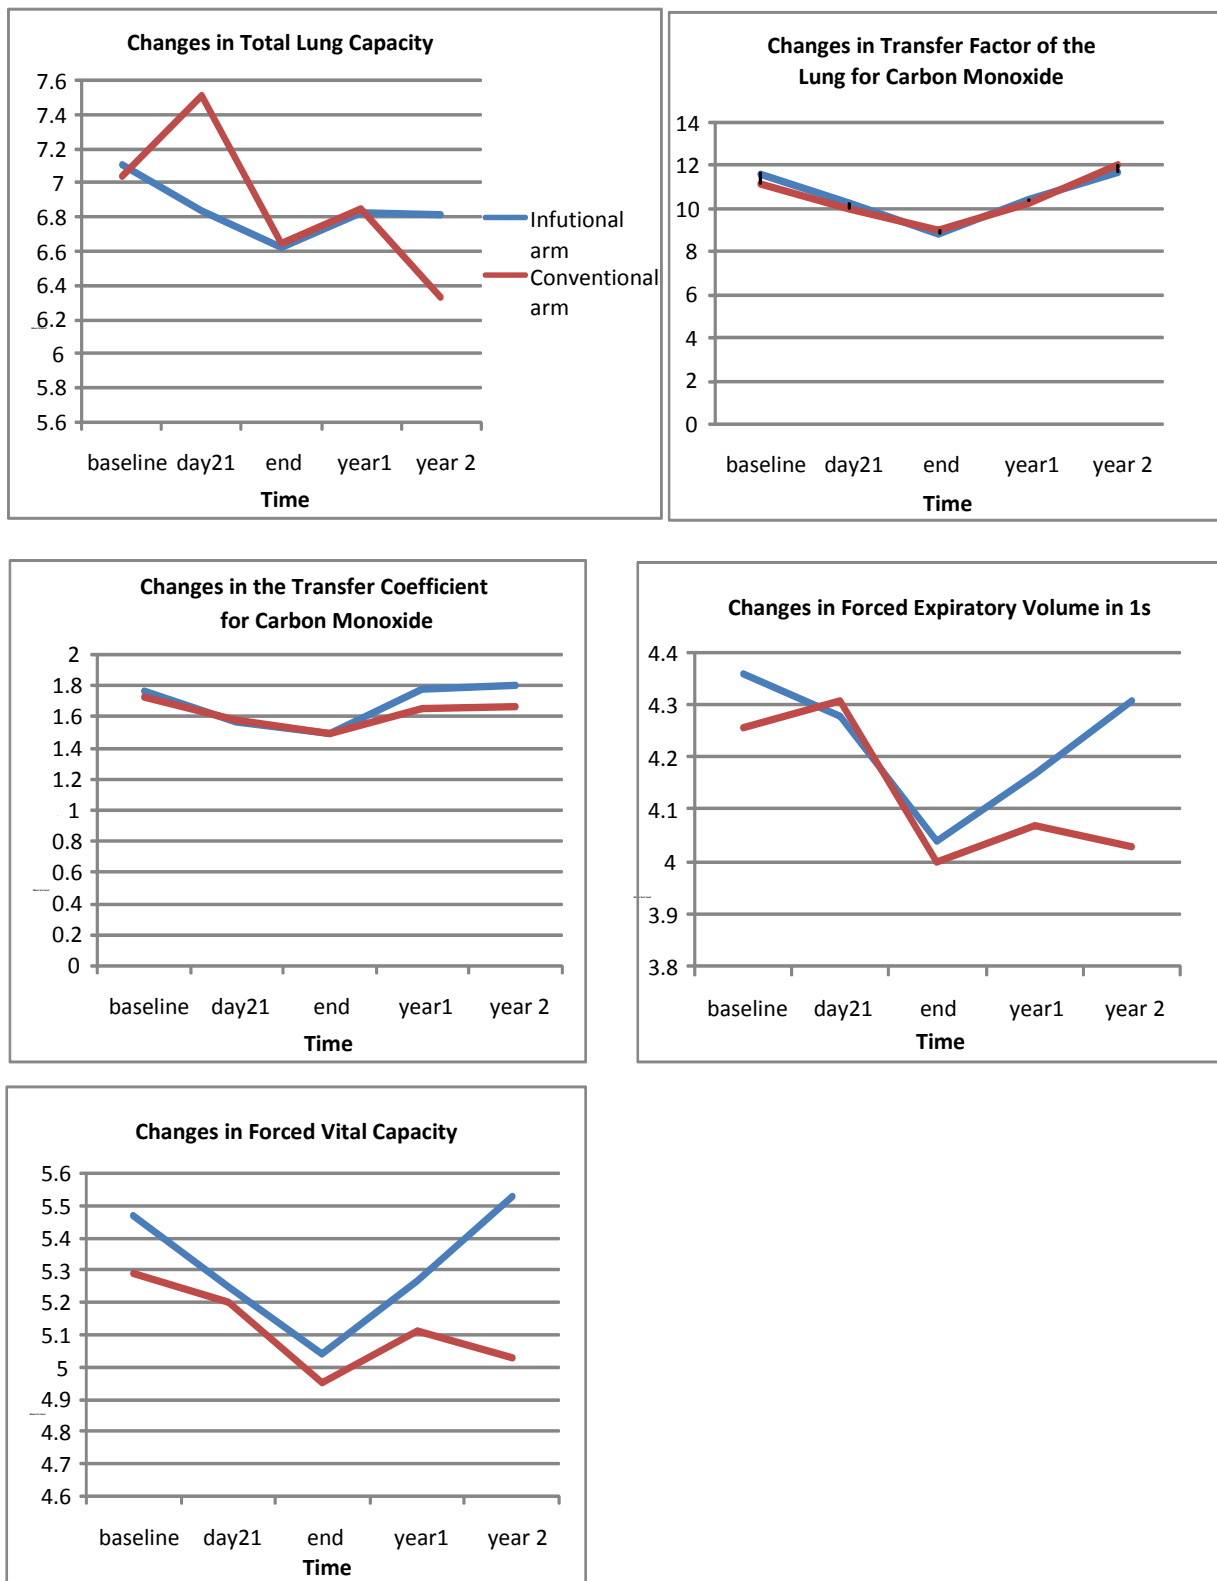 Changes in Total Lung Capacity
7.6
7.4
7.2
7
6.8
6.6
6.4
6.2
6
5.8
5.6
baseline day21 end year1 year 2
Time
Infutional
arm
Conventional
arm
Changes in Transfer Factor of the
Lung for Carbon Monoxide
14
12
10
8
6
4
2
0
baseline day21 end year1 year 2
Time
Changes in the Transfer Coefficient
for Carbon Monoxide
2
1.8
1.6
1.4
1.2
1
0.8
0.6
0.4
0.2
0
baseline day21 end year1 year 2
Time
Changes in Forced Expiratory Volume in 1s
4.4
4.3
4.2
4.1
4
3.9
3.8
baseline day21 end year1 year 2
Time
Changes in Forced Vital Capacity
5.6
5.5
5.4
5.3
5.2
5.1
5
4.9
4.8
4.7
4.6
baseline day21 end year1 year 2
Time